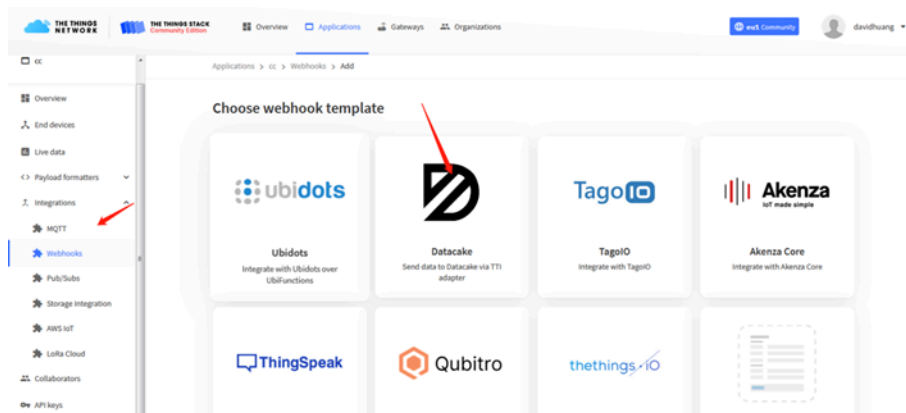 THE THINGS
NETWORK
THE THINGS STACK
Community Edition
Overview
Applications
Gateways
Organizations
eu1 Community
davidhuang
cc
Applications > cc > Webhooks > Add
Overview
End devices
Live data
Payload formatters
Integrations
MQTT
Webhooks
Pub/Subs
Storage Integration
AWS IoT
LoRa Cloud
Collaborators
API keys
Choose webhook template
ubidots
Ubidots
Integrate with Ubidots over
UbiFunctions
Datacake
Send data to Datacake via TTI
adapter
TagoIO
TagoIO
Integrate with TagoIO
Akenza
IoT made simple
Akenza Core
Integrate with Akenza Core
ThingSpeak
Qubitro
thethings.iO